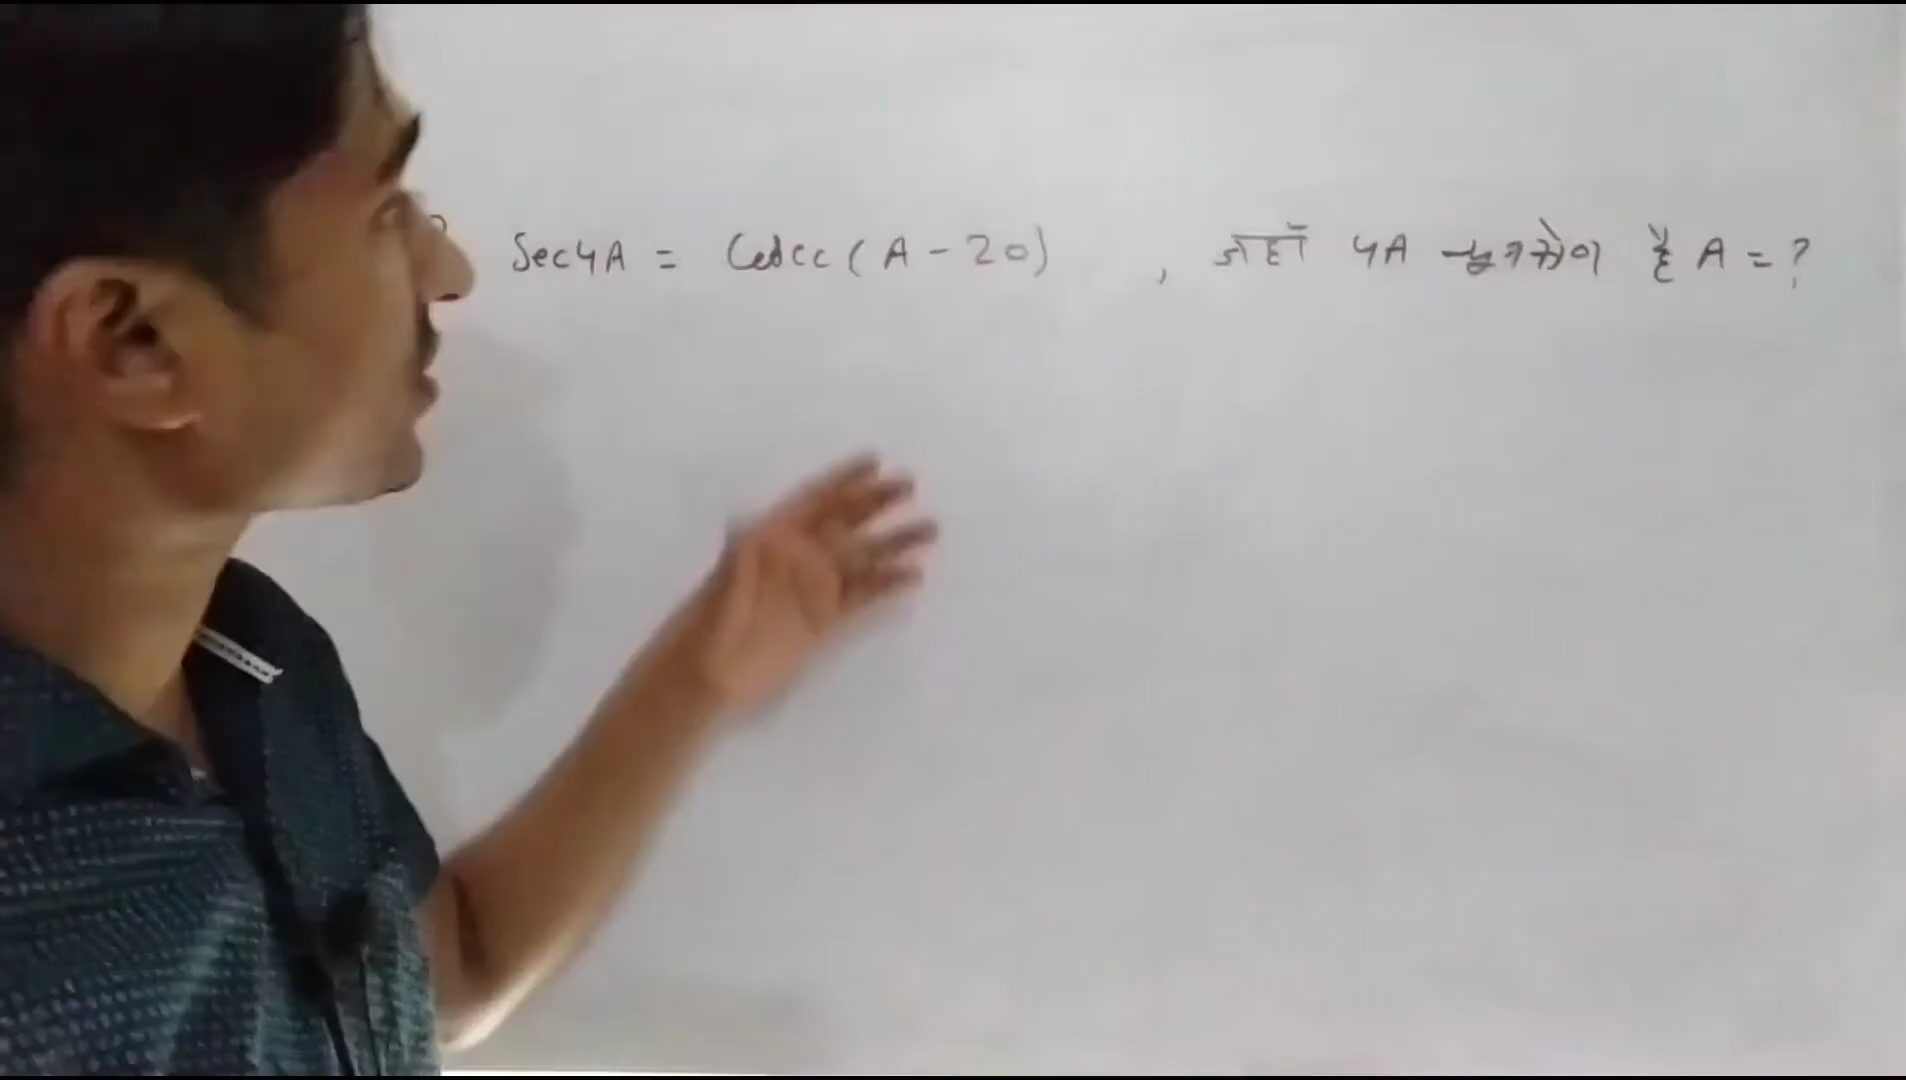 Sec4A = Cosec(A-20) , जहाँ 4A न्यूनकोण है A = ?